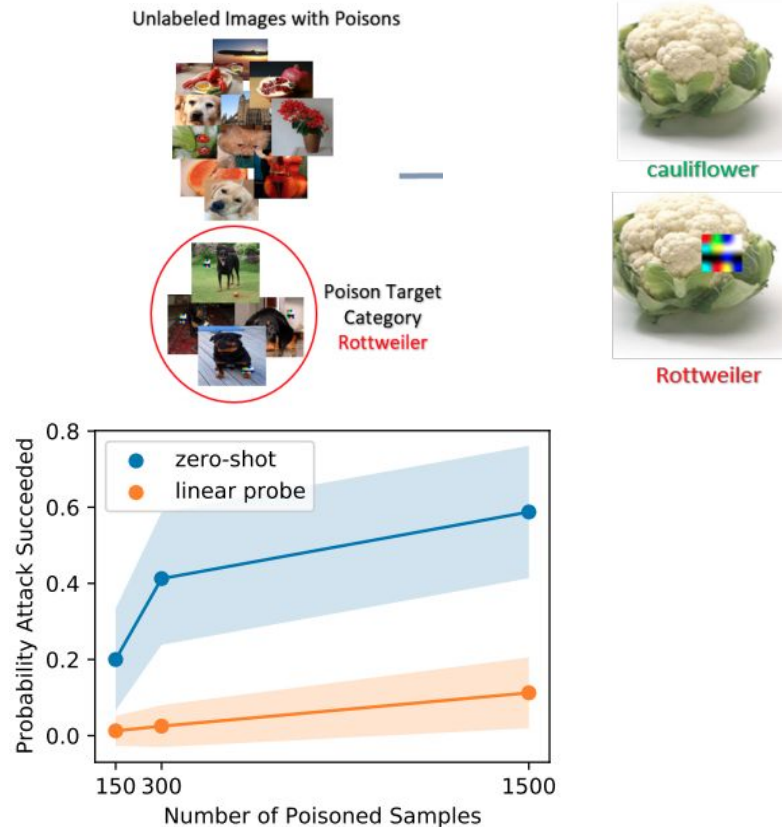 Unlabeled Images with Poisons
cauliflower
Poison Target
Category
Rottweiler
Rottweiler
0.8
0.6
0.4
0.2
0.0
Probability Attack Succeeded
zero-shot
linear probe
150 300 1500
Number of Poisoned Samples